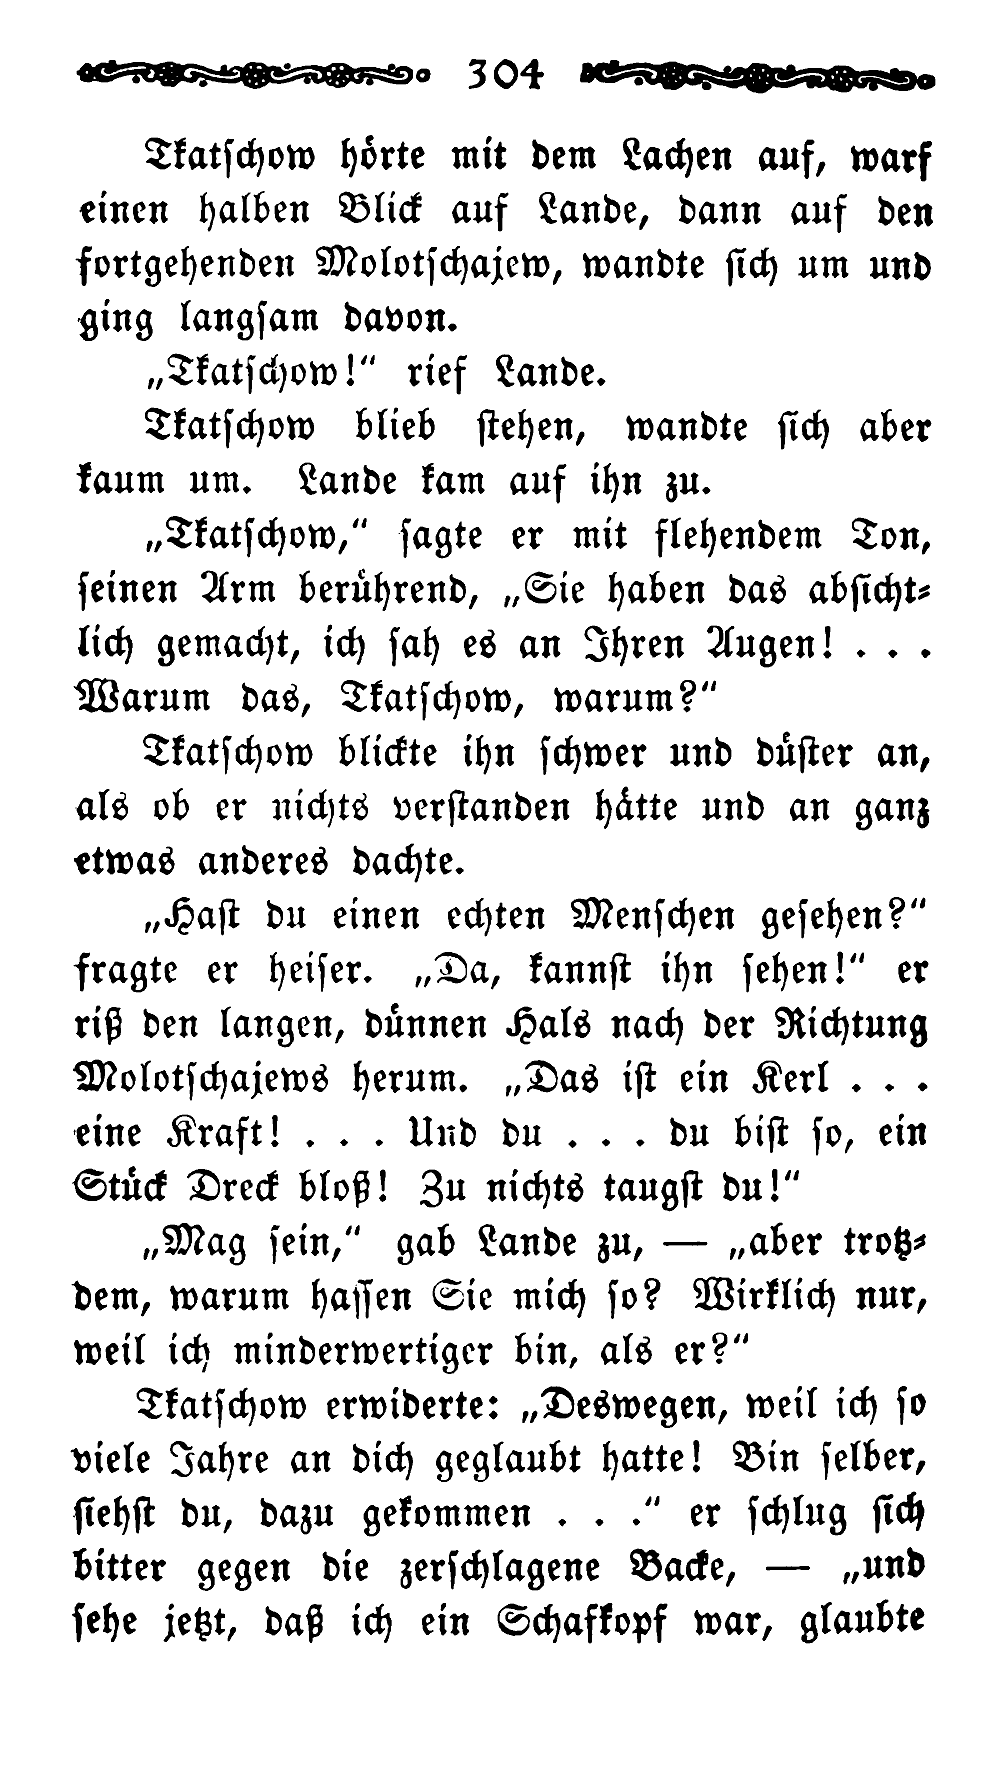 304
Tkatſchow hörte mit dem Lachen auf, warf
einen halben Blick auf Lande, dann auf den
fortgehenden Molotſchajew, wandte ſich um und
ging langſam davon.
„Tkatſchow!“ rief Lande.
Tkatſchow blieb ſtehen, wandte ſich aber
kaum um. Lande kam auf ihn zu.
„Tkatſchow,“ ſagte er mit flehendem Ton,
ſeinen Arm berührend, „Sie haben das abſicht⸗
lich gemacht, ich ſah es an Ihren Augen! . . .
Warum das, Tkatſchow, warum?“
Tkatſchow blickte ihn ſchwer und düſter an,
als ob er nichts verſtanden hätte und an ganz
etwas anderes dachte.
„Haſt du einen echten Menſchen geſehen?“
fragte er heiſer. „Da, kannſt ihn ſehen!“ er
riß den langen, dünnen Hals nach der Richtung
Molotſchajews herum. „Das iſt ein Kerl . . .
eine Kraft! . . . Und du . . . du biſt ſo, ein
Stück Dreck bloß! Zu nichts taugſt du!“
„Mag ſein,“ gab Lande zu, — „aber trotz⸗
dem, warum haſſen Sie mich ſo? Wirklich nur,
weil ich minderwertiger bin, als er?“
Tkatſchow erwiderte: „Deswegen, weil ich ſo
viele Jahre an dich geglaubt hatte! Bin ſelber,
ſiehſt du, dazu gekommen . . .“ er ſchlug ſich
bitter gegen die zerſchlagene Backe, — „und
ſehe jetzt, daß ich ein Schafkopf war, glaubte